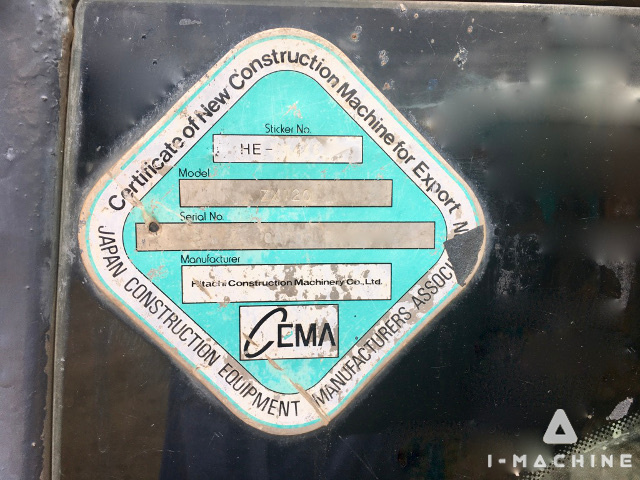 Certificate of New Construction Machine for Export
JAPAN CONSTRUCTION EQUIPMENT MANUFACTURERS
Sticker No.
HE-
Model
Serial No.
Manufacturer
Hitachi Construction Machinery Co., Ltd.
CEMA
I-MACHINE